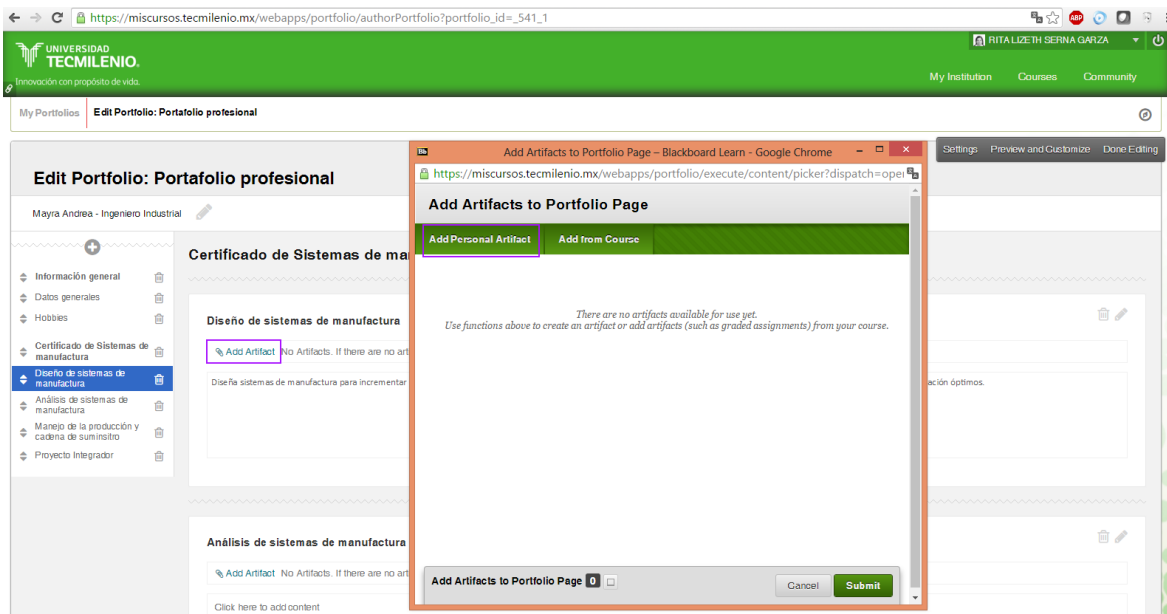 https://miscursos.tecmilenio.mx/webapps/portfolio/authorPortfolio?portfolio_id=_541_1
ABP
UNIVERSIDAD
TECMILENIO.
Innovación con propósito de vida.
RITA LIZETH SERNA GARZA
My Institution Courses Community
My Portfolios Edit Portfolio: Portafolio profesional
Settings Preview and Customize Done Editing
Edit Portfolio: Portafolio profesional
Mayra Andrea - Ingeniero Industrial
Información general
Datos generales
Hobbies
Certificado de Sistemas de
manufactura
Diseño de sistemas de
manufactura
Análisis de sistemas de
manufactura
Manejo de la producción y
cadena de suminsitro
Proyecto Integrador
Certificado de Sistemas de ma
Diseño de sistemas de manufactura
Add Artifact No Artifacts. If there are no art
Diseña sistemas de manufactura para incrementar
ación óptimos.
Análisis de sistemas de manufactura
Add Artifact No Artifacts. If there are no art
Click here to add content
Bb Add Artifacts to Portfolio Page – Blackboard Learn - Google Chrome
https://miscursos.tecmilenio.mx/webapps/portfolio/execute/content/picker?dispatch=oper
Add Artifacts to Portfolio Page
Add Personal Artifact Add from Course
There are no artifacts available for use yet.
Use functions above to create an artifact or add artifacts (such as graded assignments) from your course.
Add Artifacts to Portfolio Page 0
Cancel Submit